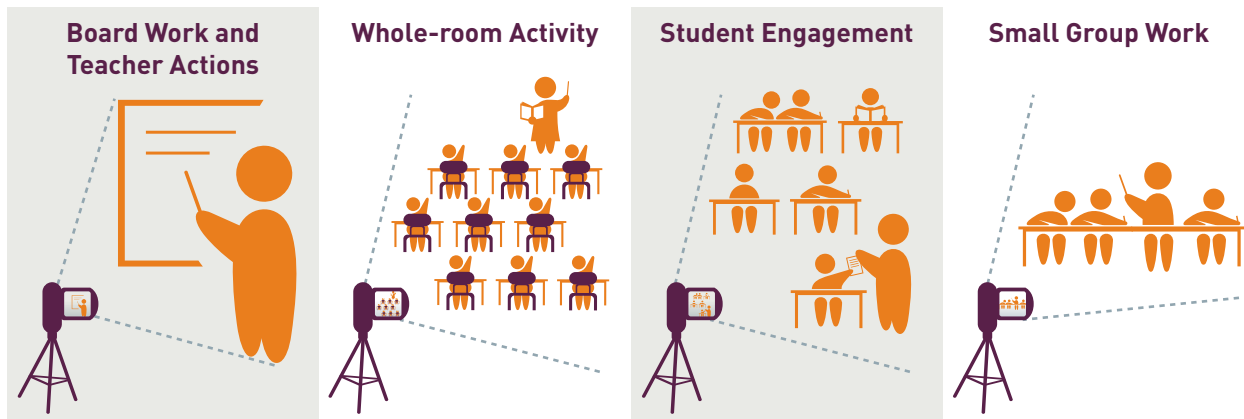 Board Work and
Teacher Actions
Whole-room Activity
Student Engagement
Small Group Work